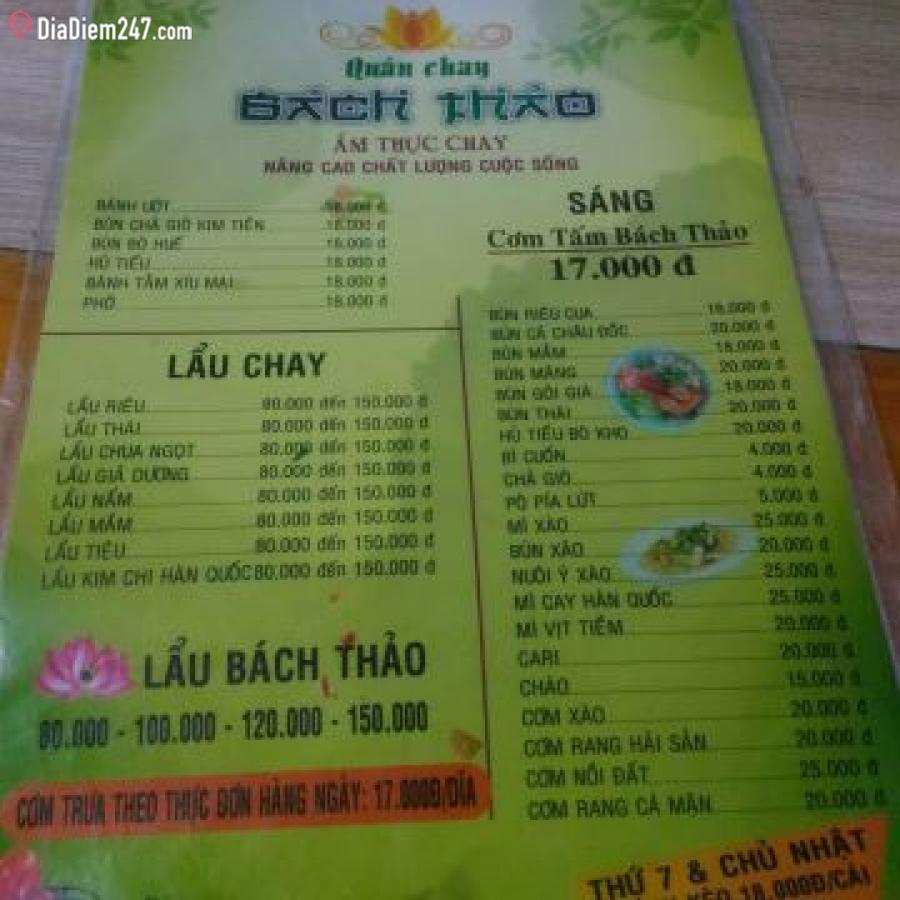 DiaDiem247.com
Quán chay
BÁCH THẢO
ẨM THỰC CHAY
NÂNG CAO CHẤT LƯỢNG CUỘC SỐNG
BÁNH ƯỚT 18.000 đ
BÚN CHẢ GIÒ KIM TIỀN 18.000 đ
BÚN BÒ HUẾ 18.000 đ
HỦ TIẾU 18.000 đ
BÁNH TẰM XÍU MẠI 18.000 đ
PHỞ 18.000 đ
LẨU CHAY
LẨU RIÊU 80.000 đến 150.000 đ
LẨU THÁI 80.000 đến 150.000 đ
LẨU CHUA NGỌT 80.000 đến 150.000 đ
LẨU GIẢ DƯƠNG 80.000 đến 150.000 đ
LẨU NẤM 80.000 đến 150.000 đ
LẨU MẮM 80.000 đến 150.000 đ
LẨU TIÊU 80.000 đến 150.000 đ
LẨU KIM CHI HÀN QUỐC 80.000 đến 150.000 đ
LẨU BÁCH THẢO
80.000 - 100.000 - 120.000 - 150.000
CƠM TRƯA THEO THỰC ĐƠN HÀNG NGÀY: 17.000Đ/DĨA
SÁNG
Cơm Tấm Bách Thảo
17.000 đ
BÚN RIÊU CUA 18.000 đ
BÚN CÁ CHÂU ĐỐC 20.000 đ
BÚN MẮM 18.000 đ
BÚN MĂNG 20.000 đ
BÚN GỎI GIÀ 18.000 đ
BÚN THÁI 20.000 đ
HỦ TIẾU BÒ KHO 20.000 đ
BÌ CUỐN 4.000 đ
CHẢ GIÒ 4.000 đ
PÒ PÍA LỨT 5.000 đ
MÌ XÀO 25.000 đ
BÚN XÀO 20.000 đ
NUÔI Ý XÀO 25.000 đ
MÌ CAY HÀN QUỐC 25.000 đ
MÌ VỊT TIỀM 20.000 đ
CARI 20.000 đ
CHÁO 15.000 đ
CƠM XÀO 20.000 đ
CƠM RANG HẢI SẢN 20.000 đ
CƠM NỒI ĐẤT 25.000 đ
CƠM RANG CÁ MẶN 20.000 đ
THỨ 7 & CHỦ NHẬT
KẸO 18.000Đ/CÁI